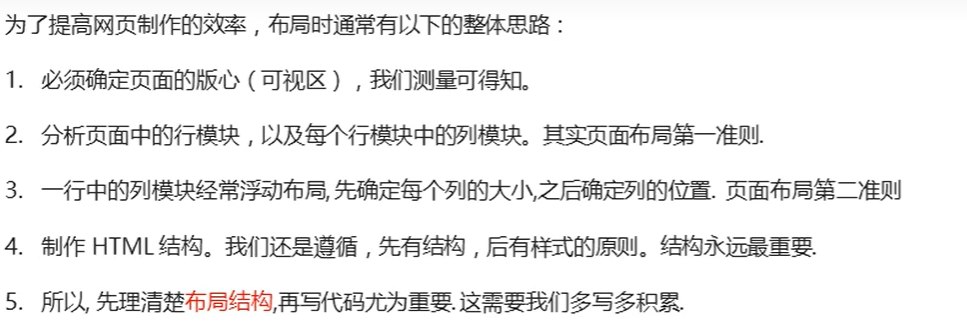 为了提高网页制作的效率，布局时通常有以下的整体思路：
1. 必须确定页面的版心（可视区），我们测量可得知。
2. 分析页面中的行模块，以及每个行模块中的列模块。其实页面布局第一准则.
3. 一行中的列模块经常浮动布局,先确定每个列的大小,之后确定列的位置. 页面布局第二准则
4. 制作 HTML 结构。我们还是遵循，先有结构，后有样式的原则。结构永远最重要.
5. 所以, 先理清楚布局结构,再写代码尤为重要.这需要我们多写多积累.